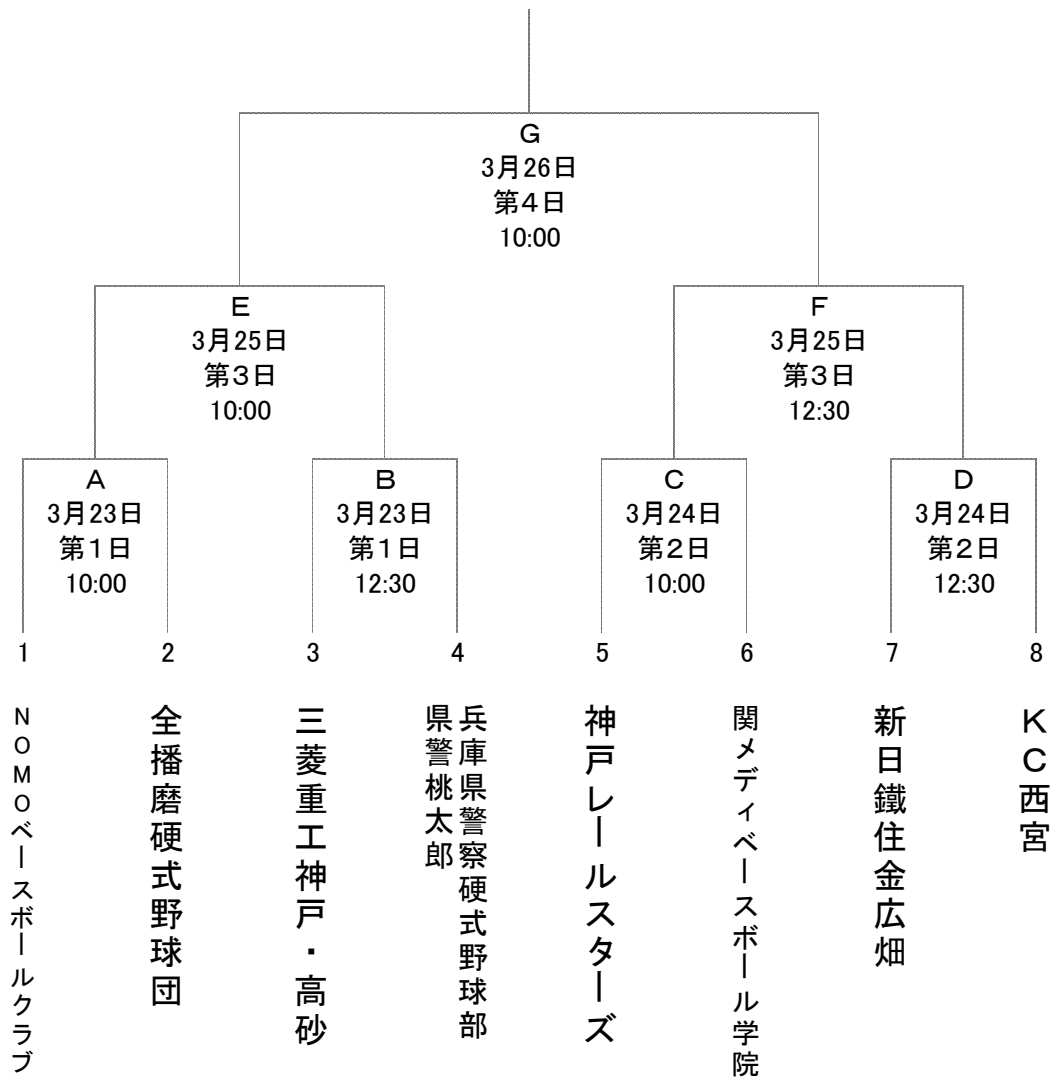 G
3月26日
第4日
10:00
E
3月25日
第3日
10:00
F
3月25日
第3日
12:30
A
3月23日
第1日
10:00
B
3月23日
第1日
12:30
C
3月24日
第2日
10:00
D
3月24日
第2日
12:30
1
2
3
4
5
6
7
8
NOMOベースボールクラブ
全播磨硬式野球団
三菱重工神戸・高砂
兵庫県警察硬式野球部
県警桃太郎
神戸レールスターズ
関メディベースボール学院
新日鐵住金広畑
KC西宮